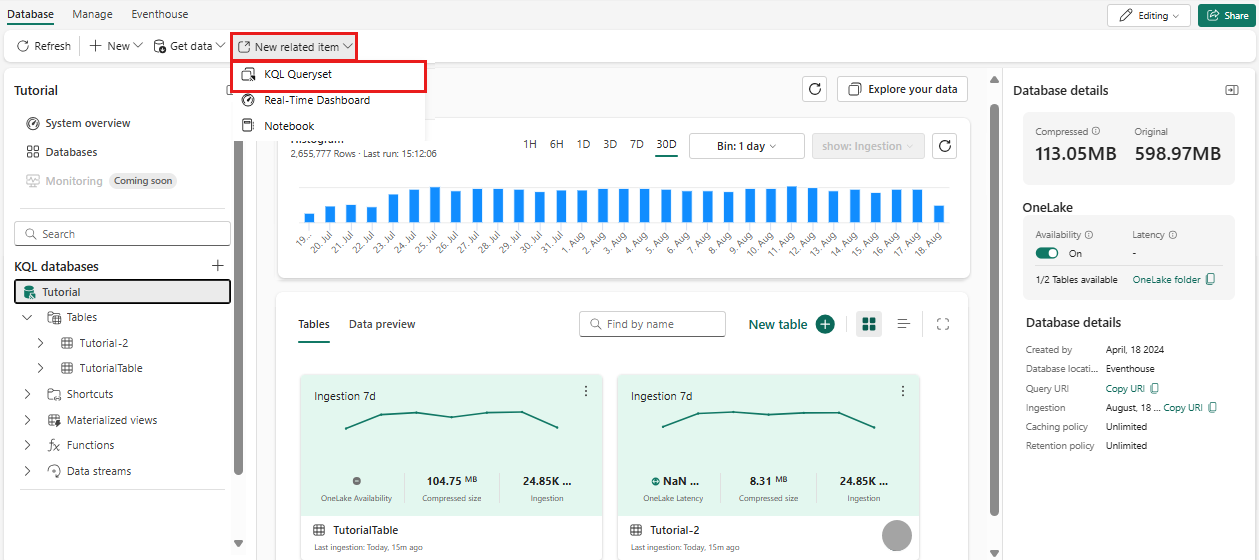 Database Manage Eventhouse
Editing
Share
Refresh
New
Get data
New related item
KQL Queryset
Real-Time Dashboard
Notebook
Tutorial
System overview
Databases
Monitoring Coming soon
Search
KQL databases
Tutorial
Tables
Tutorial-2
TutorialTable
Shortcuts
Materialized views
Functions
Data streams
Explore your data
Histogram
2,655,777 Rows · Last run: 15:12:06
1H 6H 1D 3D 7D 30D
Bin: 1 day
show: Ingestion
19... 20. Jul 21. Jul 22. Jul 23. Jul 24. Jul 25. Jul 26. Jul 27. Jul 28. Jul 29. Jul 30. Jul 31. Jul 1. Aug 2. Aug 3. Aug 4. Aug 5. Aug 6. Aug 7. Aug 8. Aug 9. Aug 10. Aug 11. Aug 12. Aug 13. Aug 14. Aug 15. Aug 16. Aug 17. Aug 18. Aug
Tables Data preview
Find by name
New table
Ingestion 7d
104.75 MB 24.85K ...
OneLake Availability Compressed size Ingestion
TutorialTable
Last ingestion: Today, 15m ago
Ingestion 7d
NaN ... 8.31 MB 24.85K ...
OneLake Latency Compressed size Ingestion
Tutorial-2
Last ingestion: Today, 15m ago
Database details
Compressed Original
113.05MB 598.97MB
OneLake
Availability Latency
On -
1/2 Tables available OneLake folder
Database details
Created by April, 18 2024
Database locati... Eventhouse
Query URI Copy URI
Ingestion August, 18 ... Copy URI
Caching policy Unlimited
Retention policy Unlimited